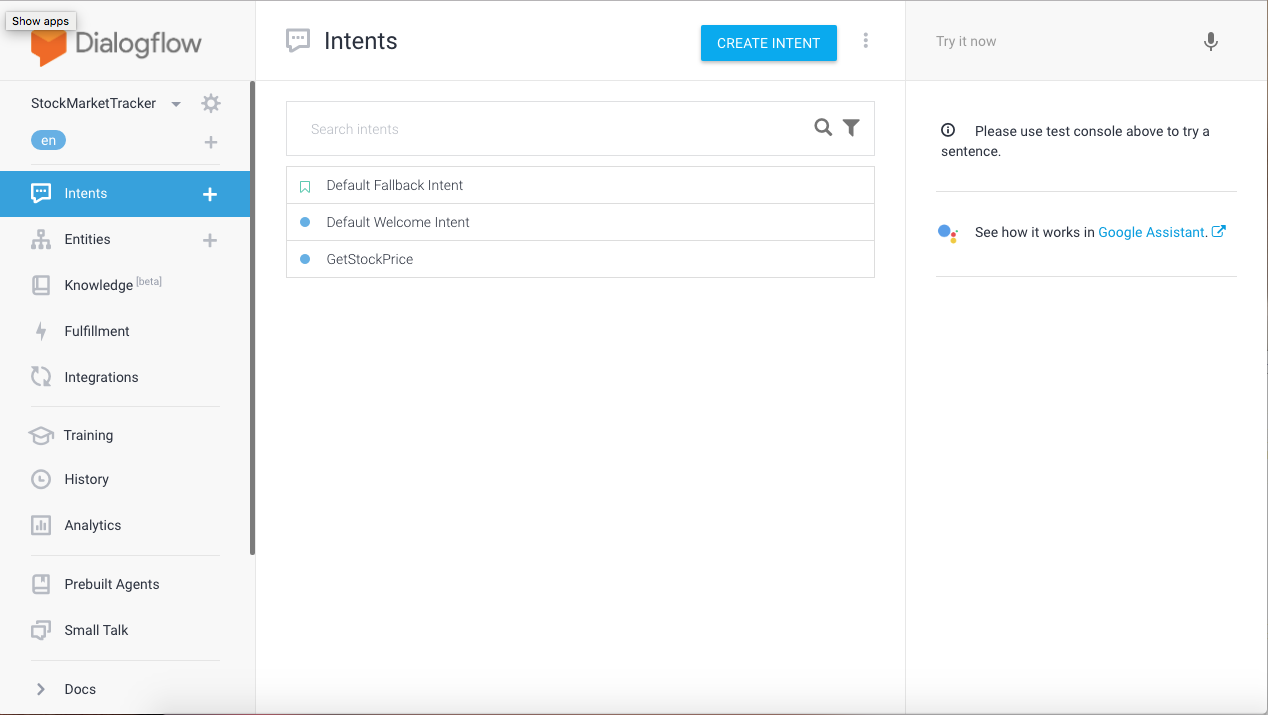 Show apps
Dialogflow
StockMarketTracker
en
Intents
Entities
Knowledge [beta]
Fulfillment
Integrations
Training
History
Analytics
Prebuilt Agents
Small Talk
Docs
Intents
CREATE INTENT
Search intents
Default Fallback Intent
Default Welcome Intent
GetStockPrice
Try it now
Please use test console above to try a
sentence.
See how it works in Google Assistant.